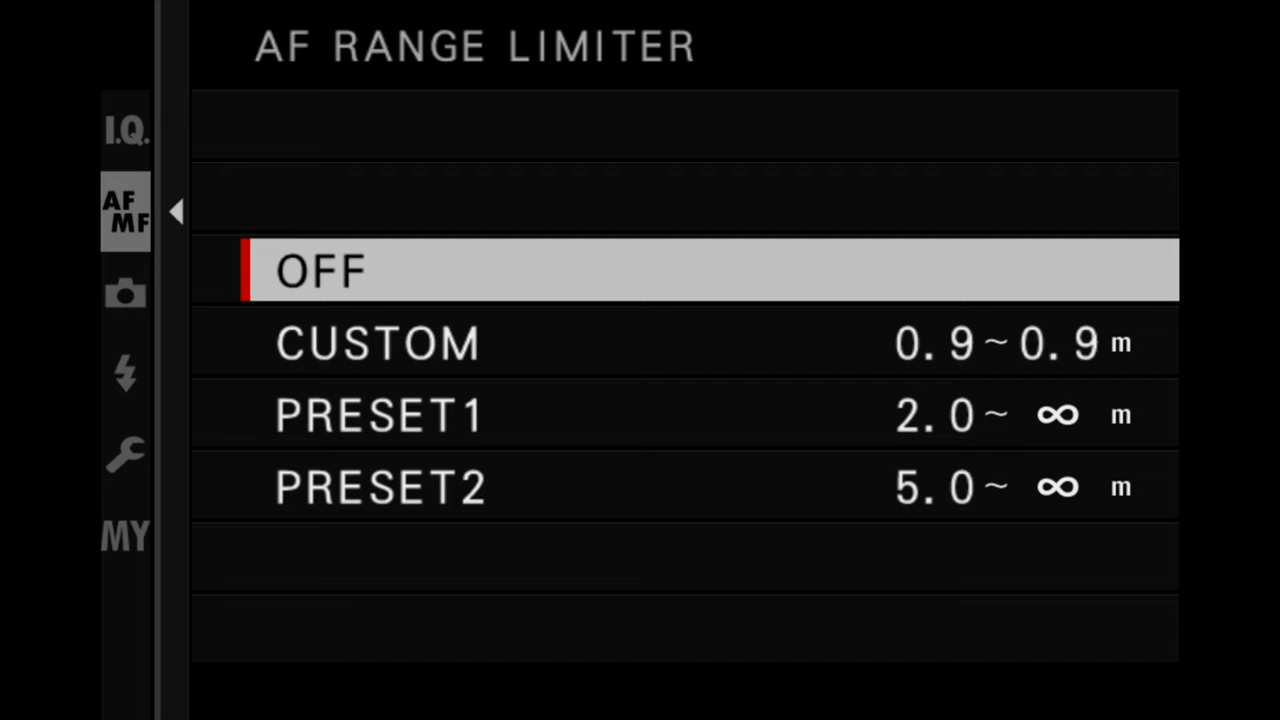 AF RANGE LIMITER
I.Q.
AF
MF
OFF
CUSTOM 0.9~0.9 m
PRESET1 2.0~ ∞ m
PRESET2 5.0~ ∞ m
MY